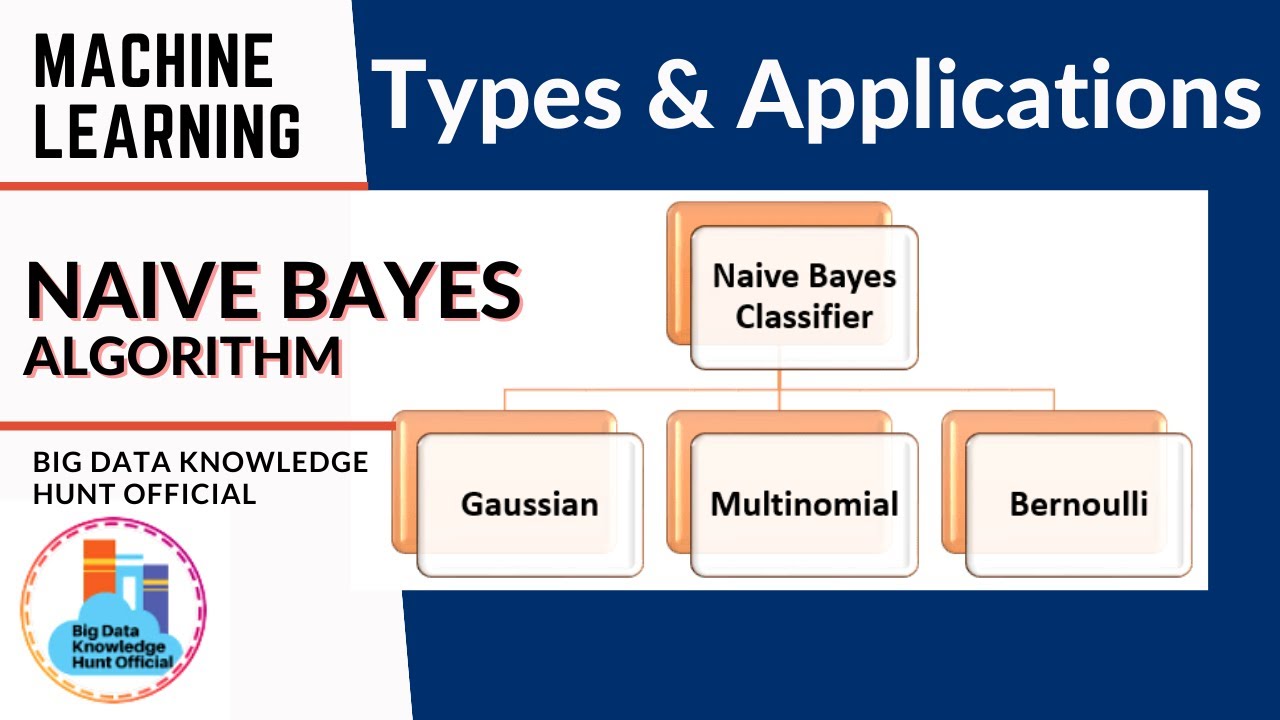 MACHINE
LEARNING
Types & Applications
NAIVE BAYES
ALGORITHM
BIG DATA KNOWLEDGE
HUNT OFFICIAL
Big Data
Knowledge
Hunt Official
Naive Bayes
Classifier
Gaussian
Multinomial
Bernoulli